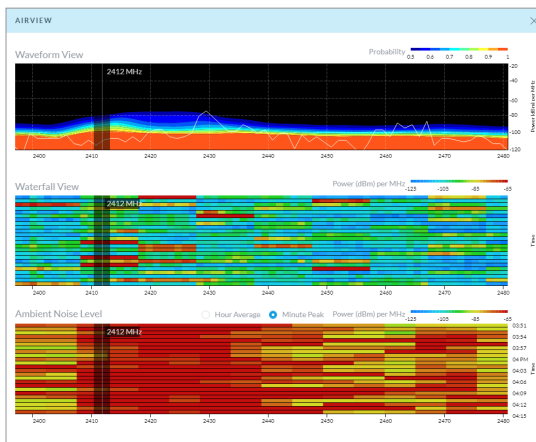 AIRVIEW
Waveform View
Probability
0.5 0.6 0.7 0.8 0.9 1
2412 MHz
-20
-40
-60
-80
-100
-120
Power (dBm) per MHz
2400 2410 2420 2430 2440 2450 2460 2470 2480
Waterfall View
Power (dBm) per MHz
-125 -105 -85 -65
2412 MHz
Time
2400 2410 2420 2430 2440 2450 2460 2470 2480
Ambient Noise Level
Hour Average
Minute Peak
Power (dBm) per MHz
-125 -105 -85 -65
2412 MHz
03:51
03:54
03:57
04 PM
04:03
04:06
04:09
04:12
04:15
Time
2400 2410 2420 2430 2440 2450 2460 2470 2480